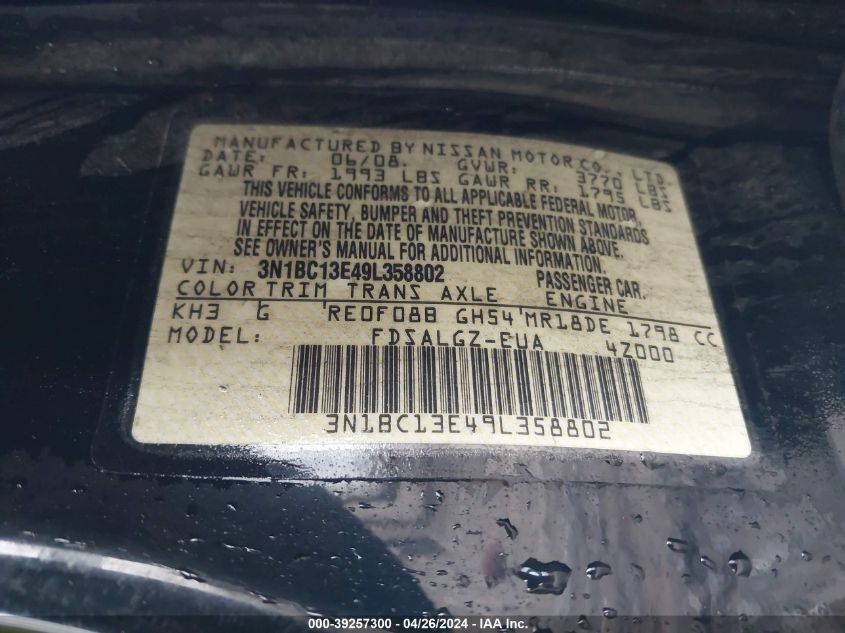 MANUFACTURED BY NISSAN MOTOR CO., LTD.
DATE: 06/08 GVWR: 3770 LBS
GAWR FR: 1993 LBS GAWR RR: 1795 LBS
THIS VEHICLE CONFORMS TO ALL APPLICABLE FEDERAL MOTOR
VEHICLE SAFETY, BUMPER AND THEFT PREVENTION STANDARDS
IN EFFECT ON THE DATE OF MANUFACTURE SHOWN ABOVE.
SEE OWNER'S MANUAL FOR ADDITIONAL INFORMATION.
VIN: 3N1BC13E49L358802 PASSENGER CAR.
COLOR TRIM TRANS AXLE ENGINE
KH3 G RE0F08B GH54 MR18DE 1798 CC
MODEL: FDSALGZ-EUA 4Z000
3N1BC13E49L358802
000-39257300 - 04/26/2024 - IAA, Inc.